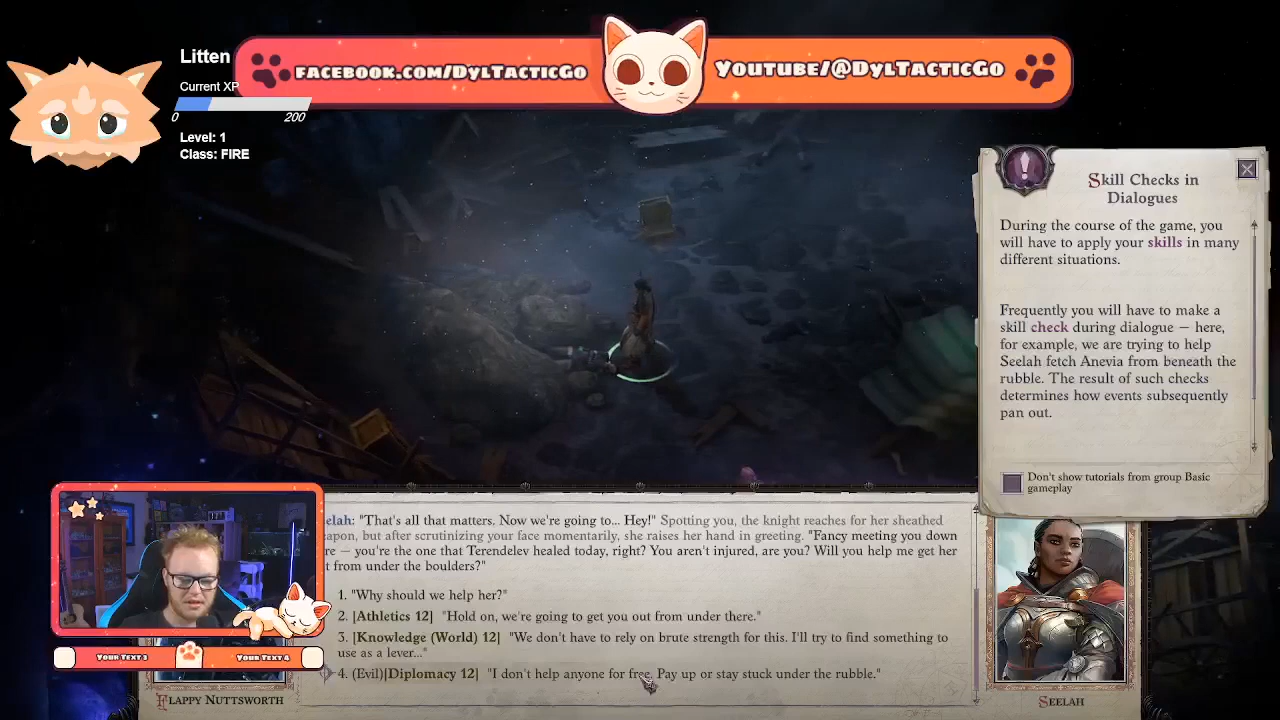 Litten
Current XP
0 200
Level: 1
Class: FIRE
FACEBOOK.COM/DYLTACTICGO
YOUTUBE/@DYLTACTICGO
Skill Checks in
Dialogues
During the course of the game, you
will have to apply your skills in many
different situations.
Frequently you will have to make a
skill check during dialogue — here,
for example, we are trying to help
Seelah fetch Anevia from beneath the
rubble. The result of such checks
determines how events subsequently
pan out.
Don't show tutorials from group Basic
gameplay
elah: "That's all that matters. Now we're going to... Hey!" Spotting you, the knight reaches for her sheathed
eapon, but after scrutinizing your face momentarily, she raises her hand in greeting. "Fancy meeting you down
re — you're the one that Terendelev healed today, right? You aren't injured, are you? Will you help me get her
t from under the boulders?"
1. "Why should we help her?"
2. [Athletics 12] "Hold on, we're going to get you out from under there."
3. [Knowledge (World) 12] "We don't have to rely on brute strength for this. I'll try to find something to
use as a lever..."
4. (Evil)[Diplomacy 12] "I don't help anyone for free. Pay up or stay stuck under the rubble."
YOUR TEXT 3
YOUR TEXT 4
FLAPPY NUTTSWORTH
SEELAH